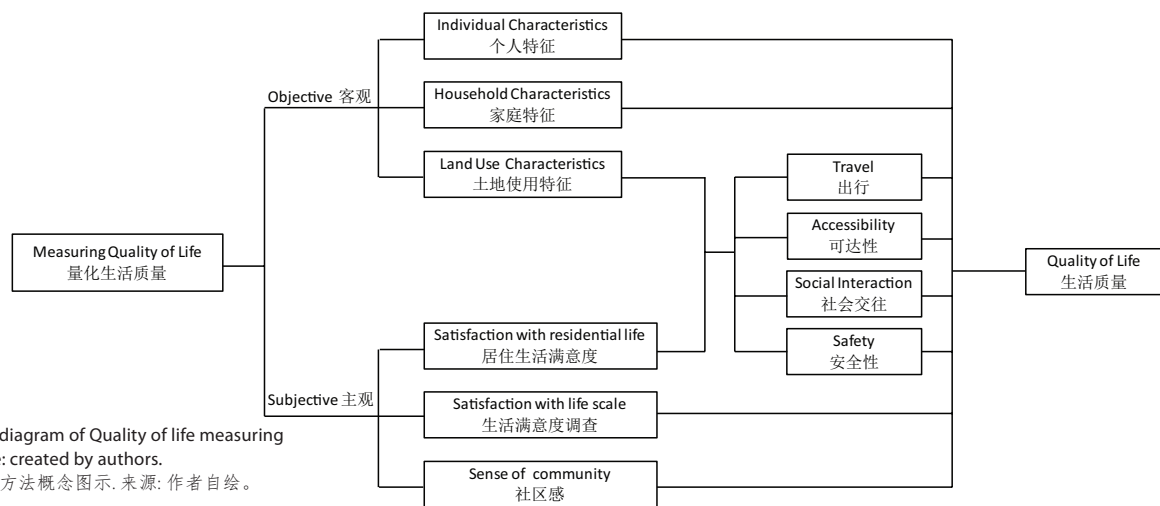 Individual Characteristics
个人特征
Objective 客观
Household Characteristics
家庭特征
Land Use Characteristics
土地使用特征
Travel
出行
Accessibility
可达性
Measuring Quality of Life
量化生活质量
Quality of Life
生活质量
Social Interaction
社会交往
Satisfaction with residential life
居住生活满意度
Safety
安全性
Subjective 主观
Satisfaction with life scale
生活满意度调查
Sense of community
社区感
diagram of Quality of life measuring
: created by authors.
方法概念图示. 来源: 作者自绘。